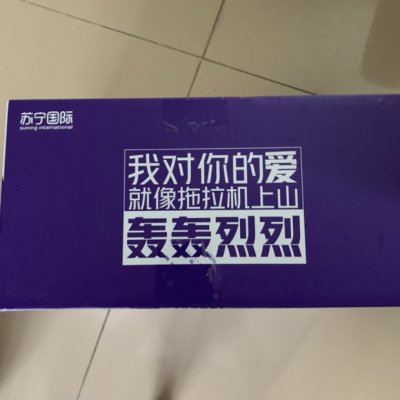 苏宁国际
suning international
我对你的爱
就像拖拉机上山
轰轰烈烈